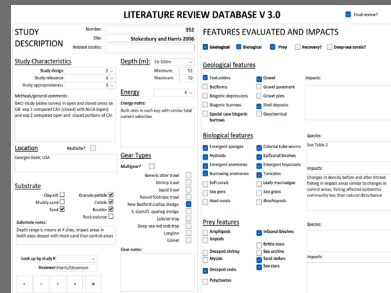 LITERATURE REVIEW DATABASE V 3.0
Final review?
STUDY DESCRIPTION
Number: 352
Cite: Stokesbury and Harris 2006
Related studies:
Study Characteristics
Study design 2
Study relevance 4
Study appropriateness 3
Methods/general comments:
BACI study (video survey) in open and closed areas on
GB. exp 1 compared CAII (closed) with NLCA (open)
and exp 2 compared open and closed portions of CAI
Location
Multisite?
Georges Bank, USA
Substrate
Clay-silt
Muddy sand
Sand
Granule-pebble
Cobble
Boulder
Rock outcrop
Substrate notes:
Depth range is means at 4 sites; impact areas in
both exps deeper with more sand than control areas
Look up by study #
Reviewer: Harris/Stevenson
Depth (m): 51-100m
Minimum: 52
Maximum: 70
Energy 4
Energy notes:
Both sites in each exp with similar tidal
current velocities
Gear Types
Multigear?
Generic otter trawl
Shrimp trawl
Squid trawl
Raised footrope trawl
New Bedford scallop dredge
S. clam/O. quahog dredge
Lobster trap
Deep-sea red crab trap
Longline
Gillnet
Gear notes:
FEATURES EVALUATED AND IMPACTS
Geological
Biological
Prey
Recovery?
Deep-sea corals?
Geological features
Featureless
Bedforms
Biogenic depressions
Biogenic burrows
Special case biogenic burrows
Gravel
Gravel pavement
Gravel piles
Shell deposits
Geochemical
Impacts:
Biological features
Emergent sponges
Hydroids
Emergent anemones
Burrowing anemones
Soft corals
Sea pens
Hard corals
Colonial tube worms
Epifaunal bivalves
Emergent bryozoans
Tunicates
Leafy macroalgae
Sea grass
Brachiopods
Species:
See Table 2
Impacts:
Changes in density before and after limited
fishing in impact areas similar to changes in
control areas; fishing affected epibenthic
community less than natural disturbance
Prey features
Amphipods
Isopods
Decapod shrimp
Mysids
Decapod crabs
Polychaetes
Infaunal bivalves
Brittle stars
Sea urchins
Sand dollars
Sea stars
Species:
Impacts: